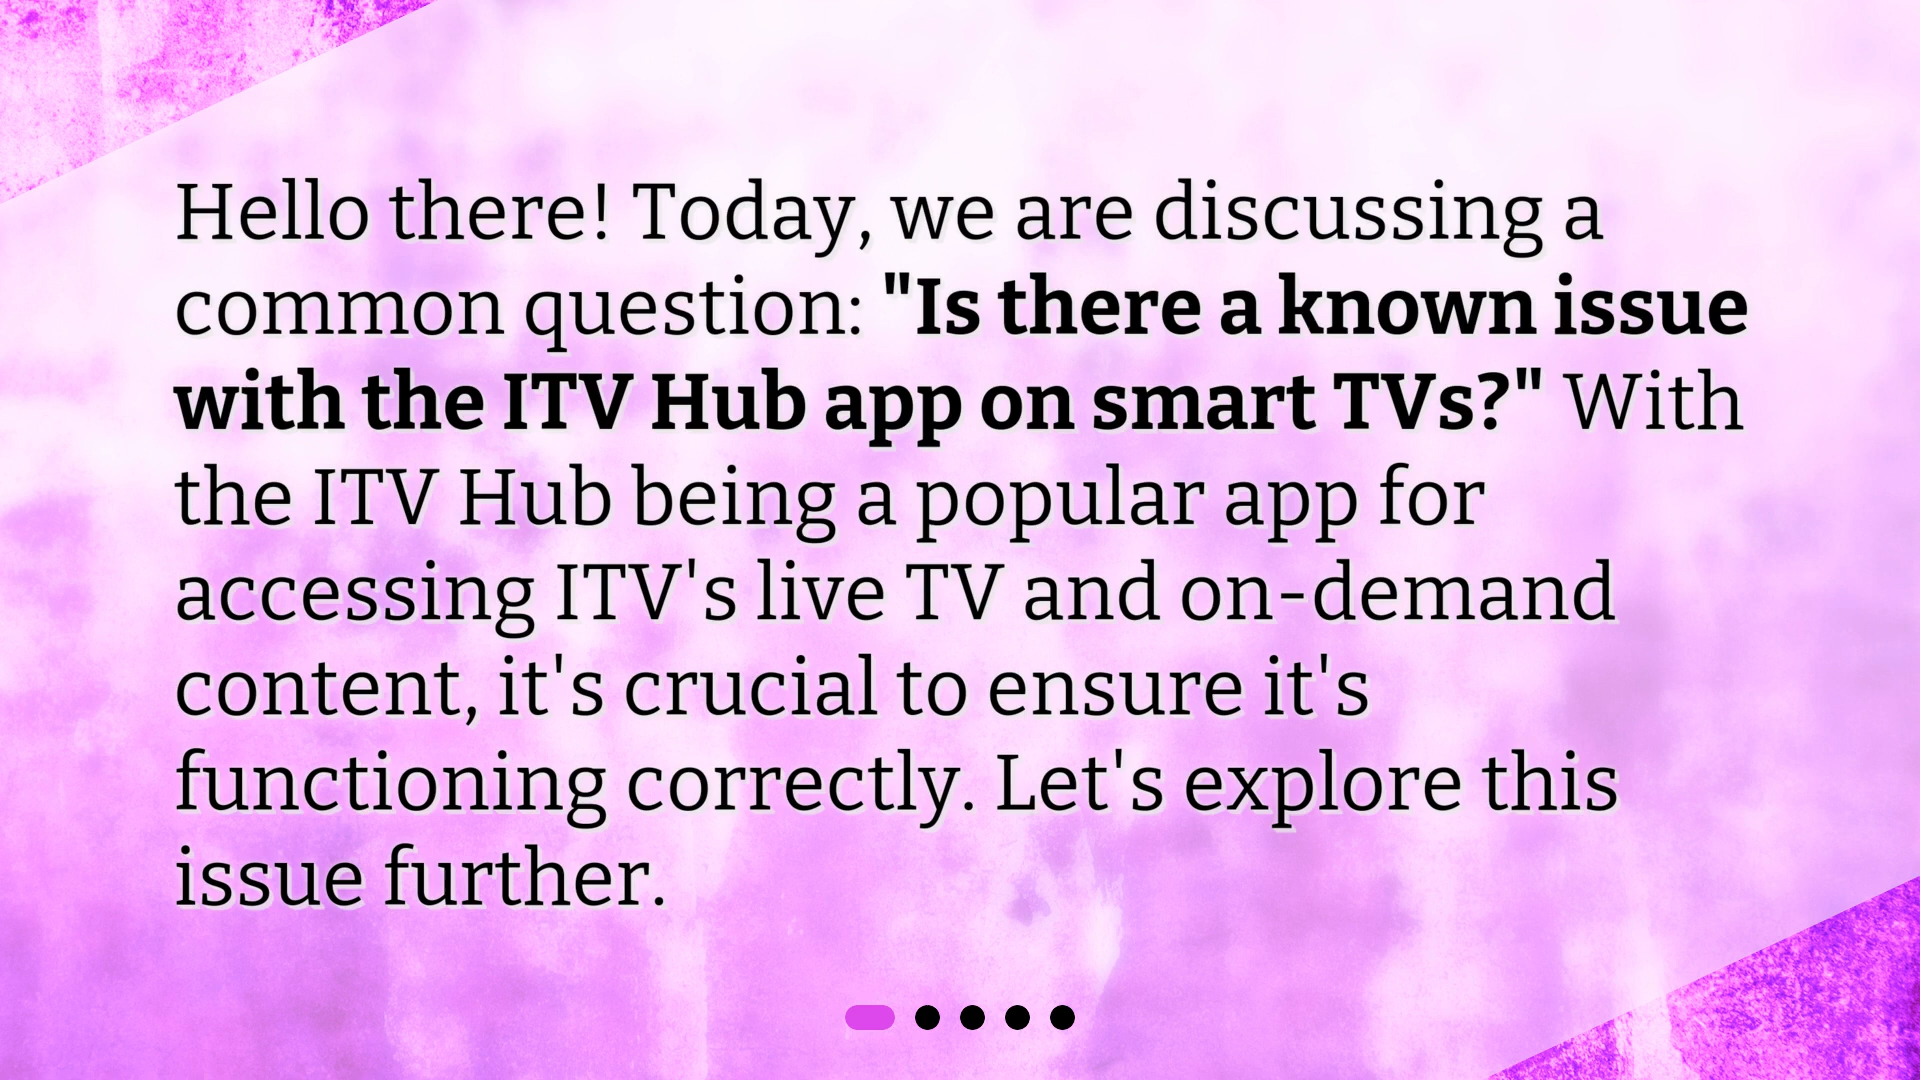 Hello there! Today, we are discussing a
common question: "Is there a known issue
with the ITV Hub app on smart TVs?" With
the ITV Hub being a popular app for
accessing ITV's live TV and on-demand
content, it's crucial to ensure it's
functioning correctly. Let's explore this
issue further.